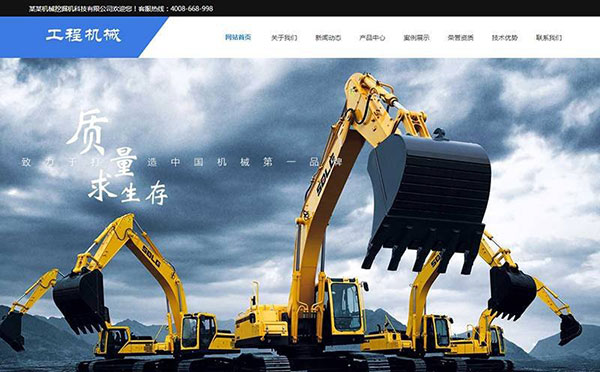 某某机械挖掘机科技有限公司欢迎您！客服热线：4008-668-998
工程机械
网站首页 关于我们 新闻动态 产品中心 案例展示 荣誉资质 技术优势 联系我们
质量
致力于打造中国机械第一品牌
求生存
SDLG
SDLG